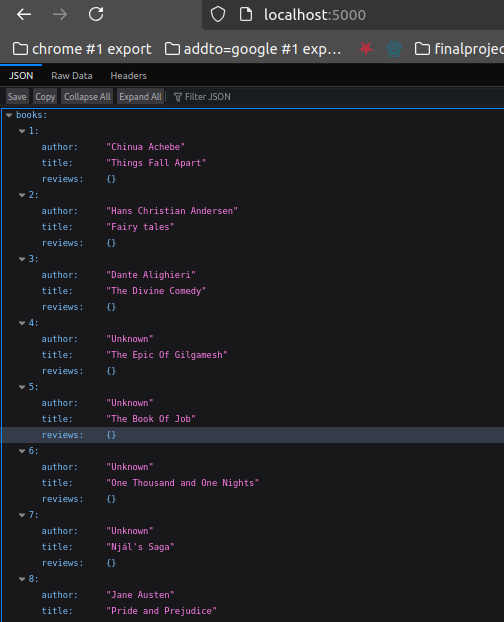 localhost:5000
chrome #1 export addto=google #1 exp... finalprojec
JSON Raw Data Headers
Save Copy Collapse All Expand All Filter JSON
books:
1:
author: "Chinua Achebe"
title: "Things Fall Apart"
reviews: {}
2:
author: "Hans Christian Andersen"
title: "Fairy tales"
reviews: {}
3:
author: "Dante Alighieri"
title: "The Divine Comedy"
reviews: {}
4:
author: "Unknown"
title: "The Epic Of Gilgamesh"
reviews: {}
5:
author: "Unknown"
title: "The Book Of Job"
reviews: {}
6:
author: "Unknown"
title: "One Thousand and One Nights"
reviews: {}
7:
author: "Unknown"
title: "Njál's Saga"
reviews: {}
8:
author: "Jane Austen"
title: "Pride and Prejudice"